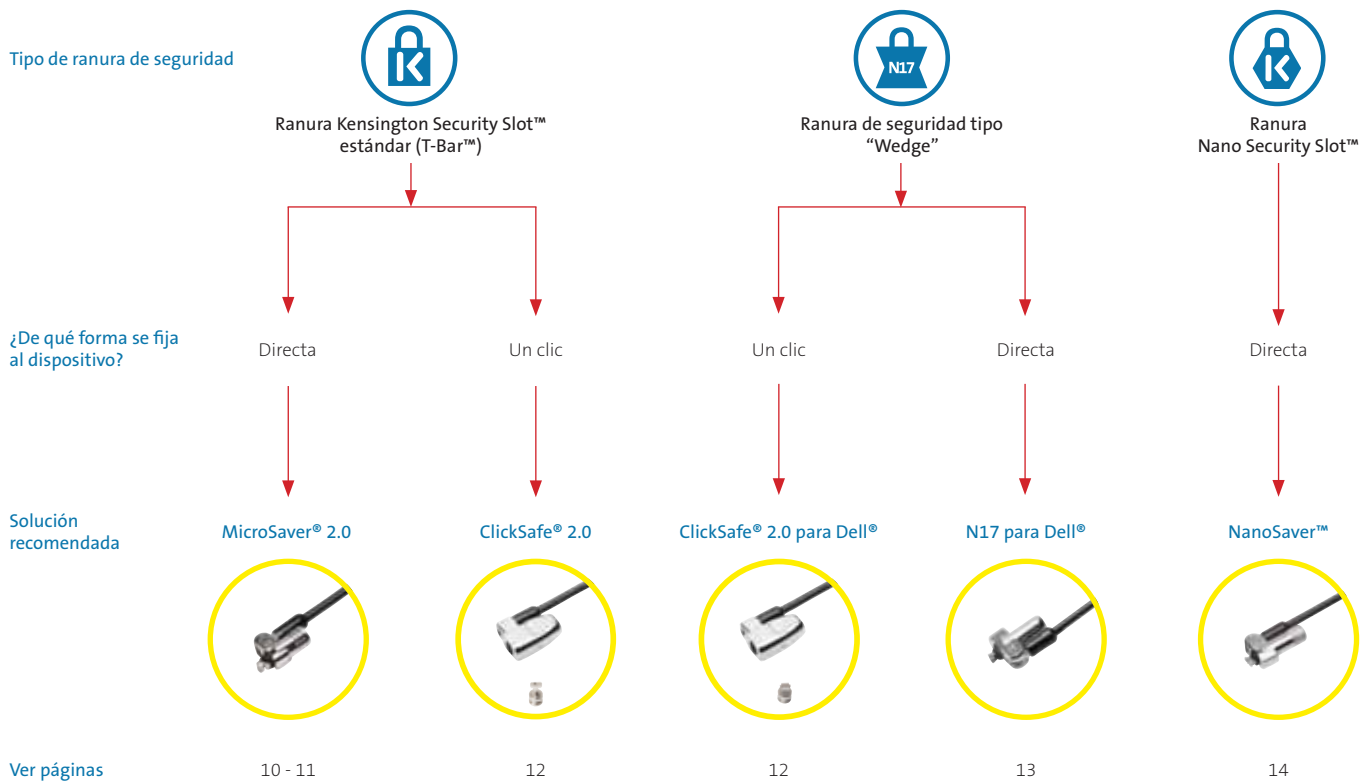 Tipo de ranura de seguridad
N17
Ranura Kensington Security Slot™
estándar (T-Bar™)
Ranura de seguridad tipo
“Wedge”
Ranura
Nano Security Slot™
¿De qué forma se fija
al dispositivo?
Directa
Un clic
Un clic
Directa
Directa
Solución
recomendada
MicroSaver® 2.0
ClickSafe® 2.0
ClickSafe® 2.0 para Dell®
N17 para Dell®
NanoSaver™
Ver páginas
10 - 11
12
12
13
14